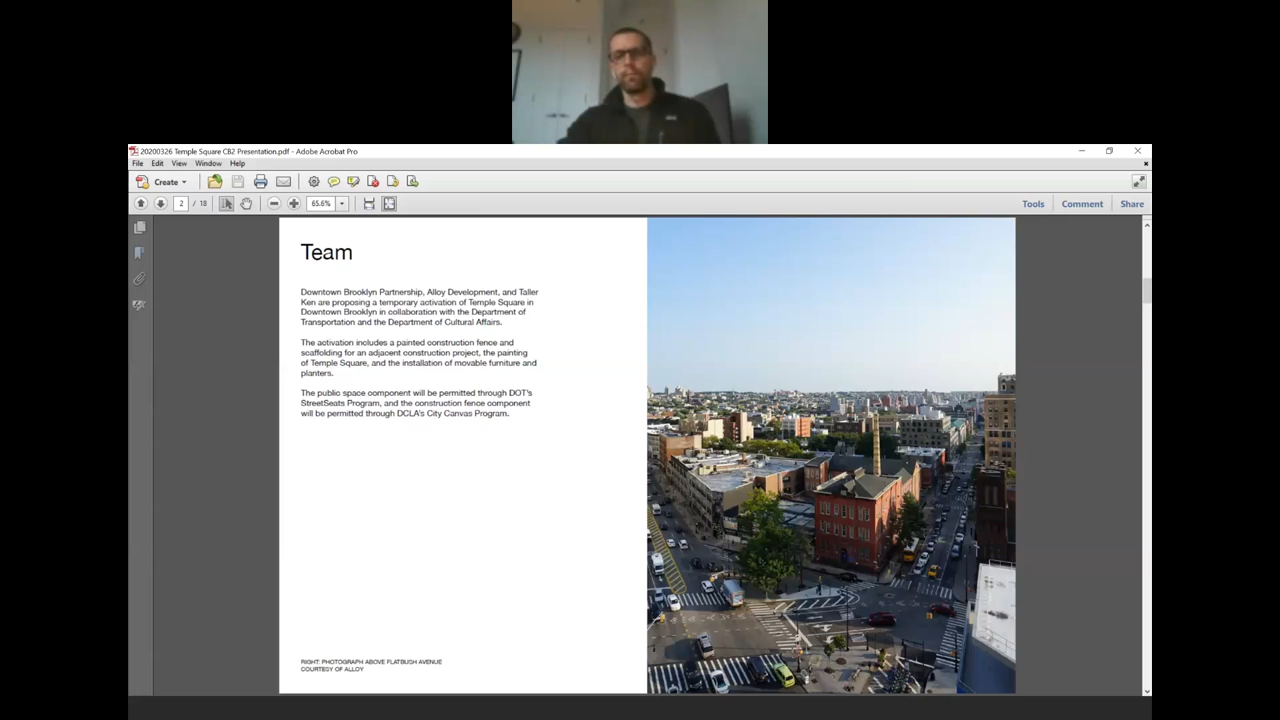 20200326 Temple Square CB2 Presentation.pdf - Adobe Acrobat Pro
File Edit View Window Help
Create
2 / 18 65.6% Tools Comment Share
Team
Downtown Brooklyn Partnership, Alloy Development, and Taller
Ken are proposing a temporary activation of Temple Square in
Downtown Brooklyn in collaboration with the Department of
Transportation and the Department of Cultural Affairs.
The activation includes a painted construction fence and
scaffolding for an adjacent construction project, the painting
of Temple Square, and the installation of movable furniture and
planters.
The public space component will be permitted through DOT's
StreetSeats Program, and the construction fence component
will be permitted through DCLA's City Canvas Program.
RIGHT: PHOTOGRAPH ABOVE FLATBUSH AVENUE
COURTESY OF ALLOY